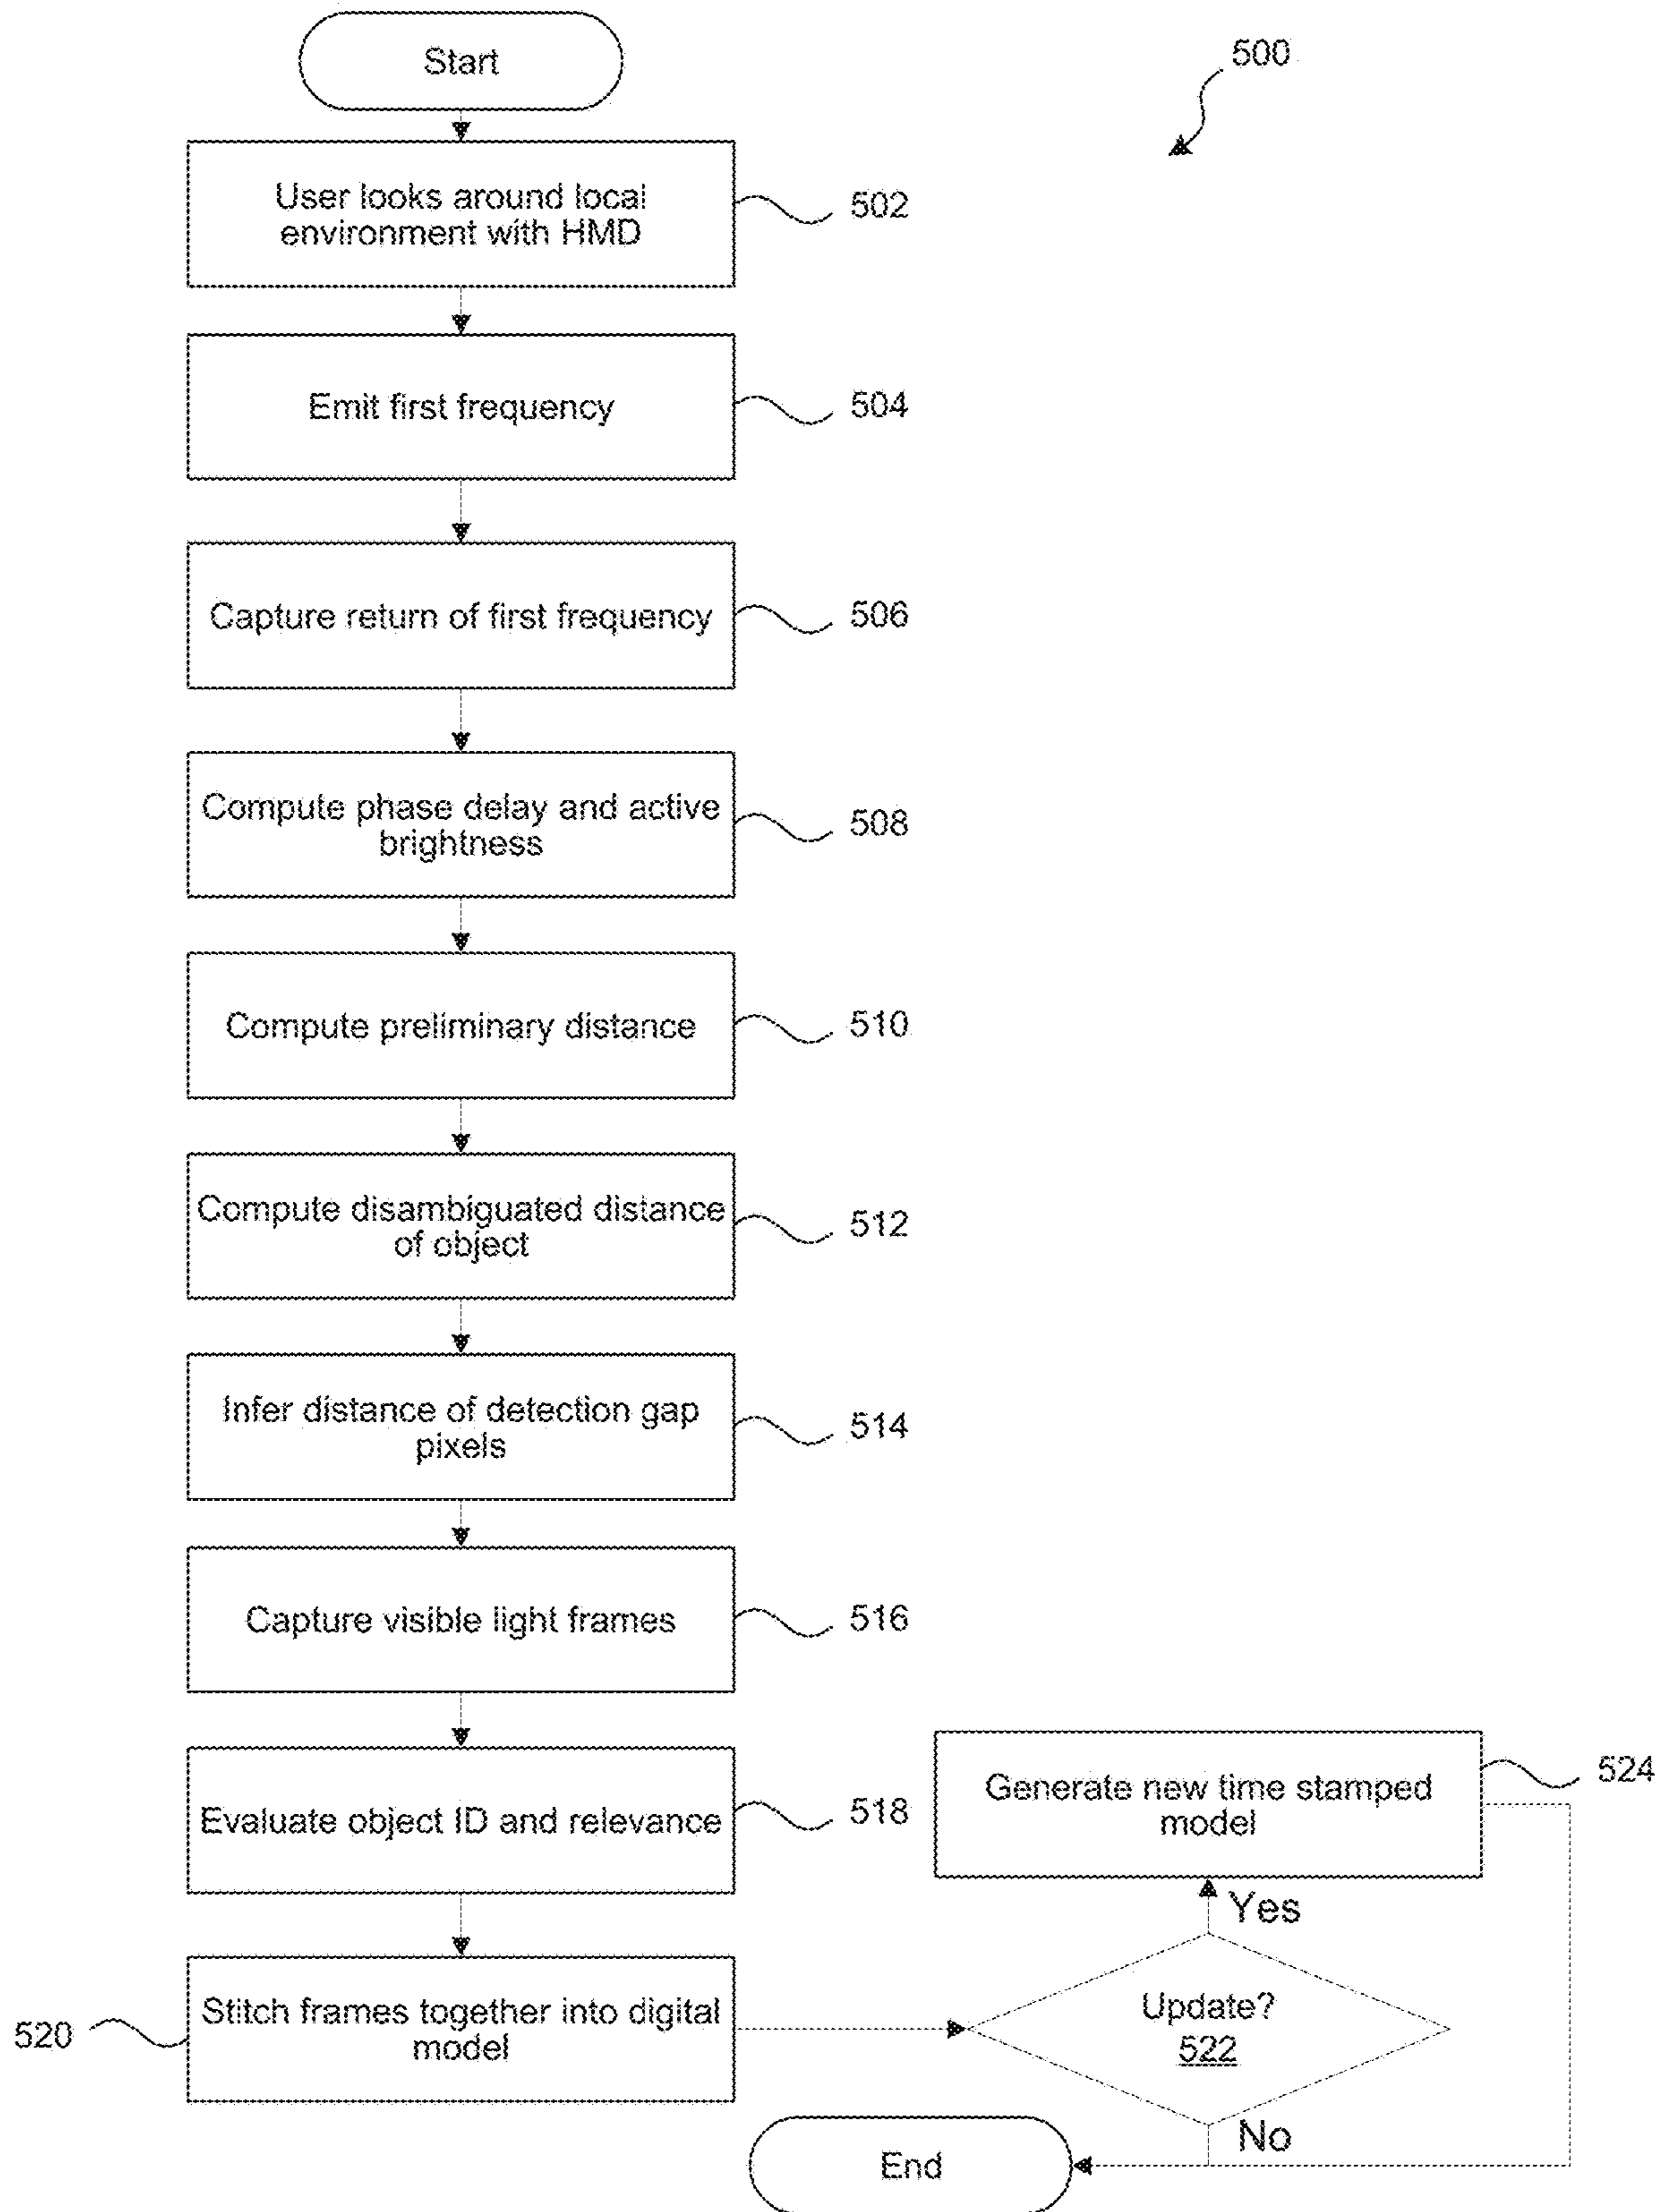 Start
500
User looks around local
environment with HMD
502
Emit first frequency
504
Capture return of first frequency
506
Compute phase delay and active
brightness
508
Compute preliminary distance
510
Compute disambiguated distance
of object
512
Infer distance of detection gap
pixels
514
Capture visible light frames
516
Evaluate object ID and relevance
518
Generate new time stamped
model
524
Yes
Stitch frames together into digital
model
520
Update?
522
No
End